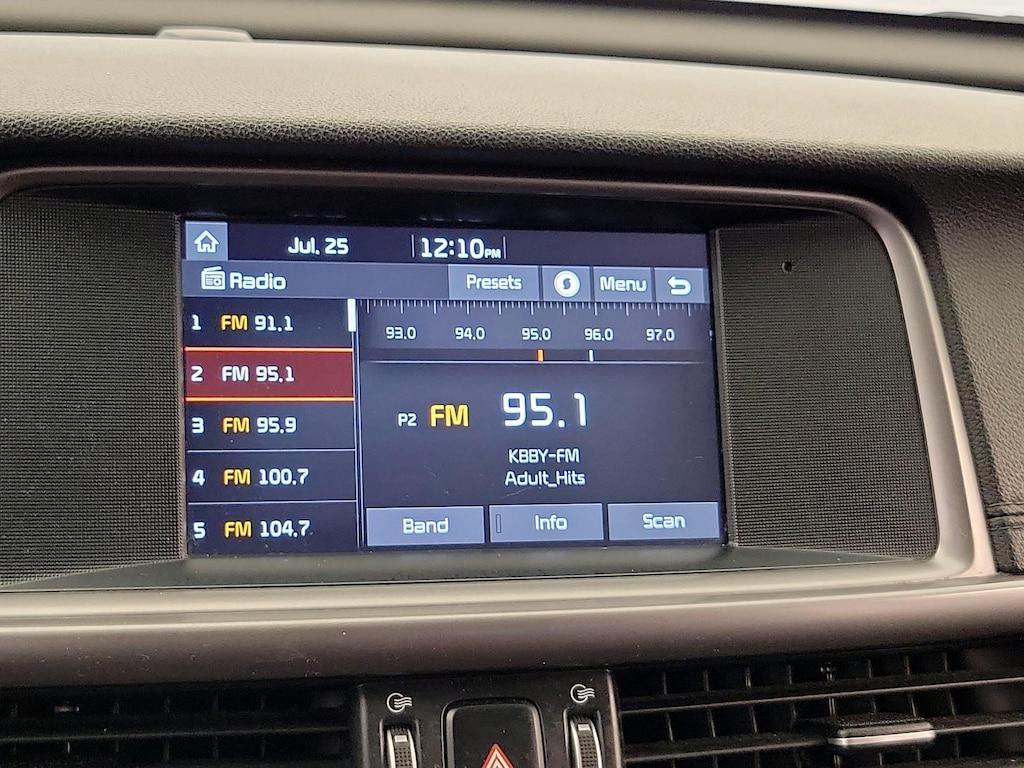 Jul. 25 12:10PM
Radio Presets Menu
1 FM 91.1
2 FM 95.1
3 FM 95.9
4 FM 100.7
5 FM 104.7
93.0 94.0 95.0 96.0 97.0
P2 FM 95.1
KBBY-FM
Adult_Hits
Band Info Scan